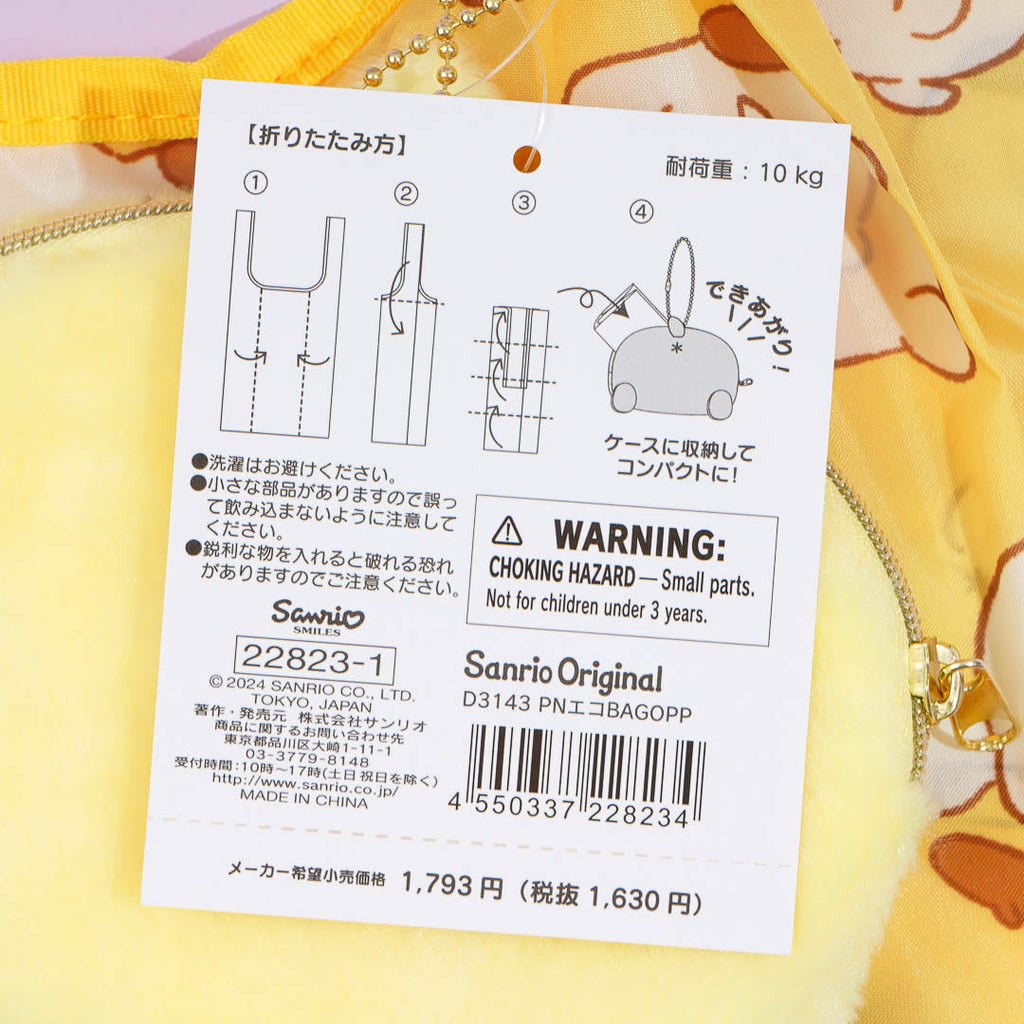 【折りたたみ方】
耐荷重：10 kg
①
②
③
④
できあがり！
ケースに収納して
コンパクトに！
●洗濯はお避けください。
●小さな部品がありますので誤っ
て飲み込まないように注意して
ください。
●鋭利な物を入れると破れる恐れ
がありますのでご注意ください。
⚠ WARNING:
CHOKING HAZARD — Small parts.
Not for children under 3 years.
Sanrio
SMILES
22823-1
© 2024 SANRIO CO., LTD.
TOKYO, JAPAN
著作・発売元 株式会社サンリオ
商品に関するお問い合わせ先
東京都品川区大崎1-11-1
03-3779-8148
受付時間:10時〜17時(土日祝日を除く)
http://www.sanrio.co.jp/
MADE IN CHINA
Sanrio Original
D3143 PNエコBAGOPP
4 550337 228234
メーカー希望小売価格 1,793 円（税抜 1,630 円）